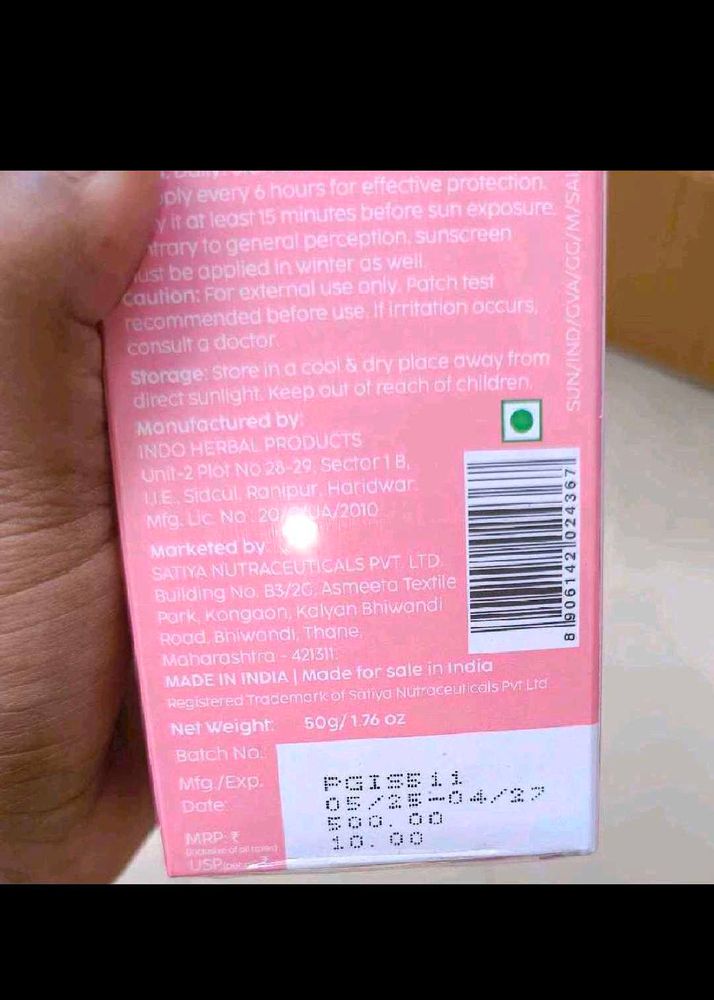 every 6 hours for effective protection.
it at least 15 minutes before sun exposure.
to general perception, sunscreen
be applied in winter as well.
Caution: For external use only. Patch test
recommended before use. If irritation occurs,
consult a doctor.
Storage: Store in a cool & dry place away from
direct sunlight. Keep out of reach of children.
Manufactured by:
INDO HERBAL PRODUCTS
Unit-2 Plot No.28-29, Sector 1 B,
I.I.E., Sidcul, Ranipur, Haridwar.
Mfg. Lic. No.
Marketed by:
SATIYA NUTRACEUTICALS PVT. LTD.
Building No. B3/2G, Asmeeta Textile
Park, Kongaon, Kalyan Bhiwandi
Road, Bhiwandi, Thane,
Maharashtra - 421311.
MADE IN INDIA | Made for sale in India
Registered Trademark of Satiya Nutraceuticals Pvt Ltd
Net Weight: 50g/1.76 oz
Batch No.: PGIS511
Mfg./Exp. Date: 05/25-04/27
MRP: ₹ 500.00
(Inclusive of all taxes)
USP 10.00
8 906142 024367
SUN/IND/GVA/GG/M/SA